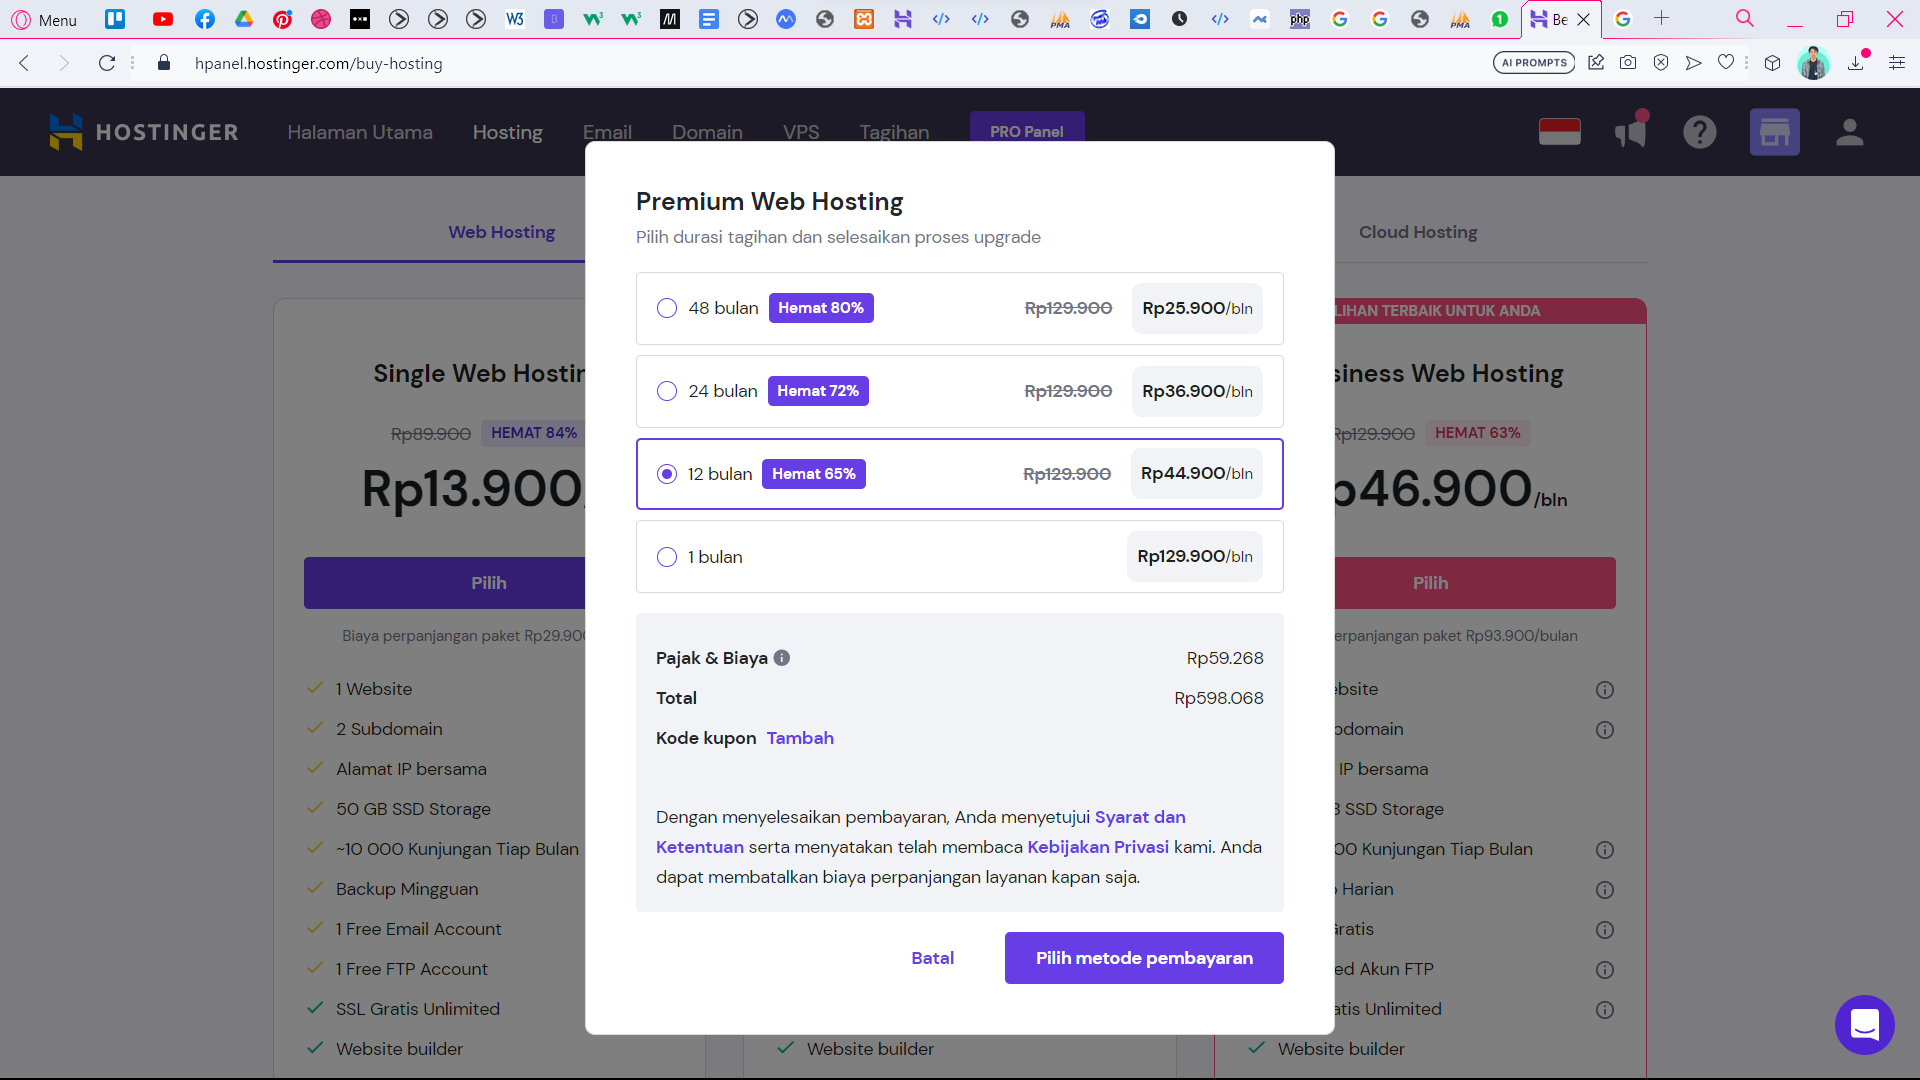 Menu
Be
hpanel.hostinger.com/buy-hosting
AI PROMPTS
HOSTINGER
Halaman Utama
Hosting
Email
Domain
VPS
Tagihan
PRO Panel
Web Hosting
Cloud Hosting
Premium Web Hosting
Pilih durasi tagihan dan selesaikan proses upgrade
48 bulan Hemat 80% Rp129.900 Rp25.900/bln
24 bulan Hemat 72% Rp129.900 Rp36.900/bln
12 bulan Hemat 65% Rp129.900 Rp44.900/bln
1 bulan Rp129.900/bln
Pajak & Biaya Rp59.268
Total Rp598.068
Kode kupon Tambah
Dengan menyelesaikan pembayaran, Anda menyetujui Syarat dan
Ketentuan serta menyatakan telah membaca Kebijakan Privasi kami. Anda
dapat membatalkan biaya perpanjangan layanan kapan saja.
Batal
Pilih metode pembayaran
Single Web Hostin
Rp89.900 HEMAT 84%
Rp13.900
Pilih
Biaya perpanjangan paket Rp29.900
1 Website
2 Subdomain
Alamat IP bersama
50 GB SSD Storage
~10 000 Kunjungan Tiap Bulan
Backup Mingguan
1 Free Email Account
1 Free FTP Account
SSL Gratis Unlimited
Website builder
Website builder
LIHAN TERBAIK UNTUK ANDA
siness Web Hosting
Rp129.900 HEMAT 63%
p46.900/bln
Pilih
erpanjangan paket Rp93.900/bulan
bsite
bdomain
IP bersama
SSD Storage
00 Kunjungan Tiap Bulan
Harian
ratis
ed Akun FTP
atis Unlimited
Website builder